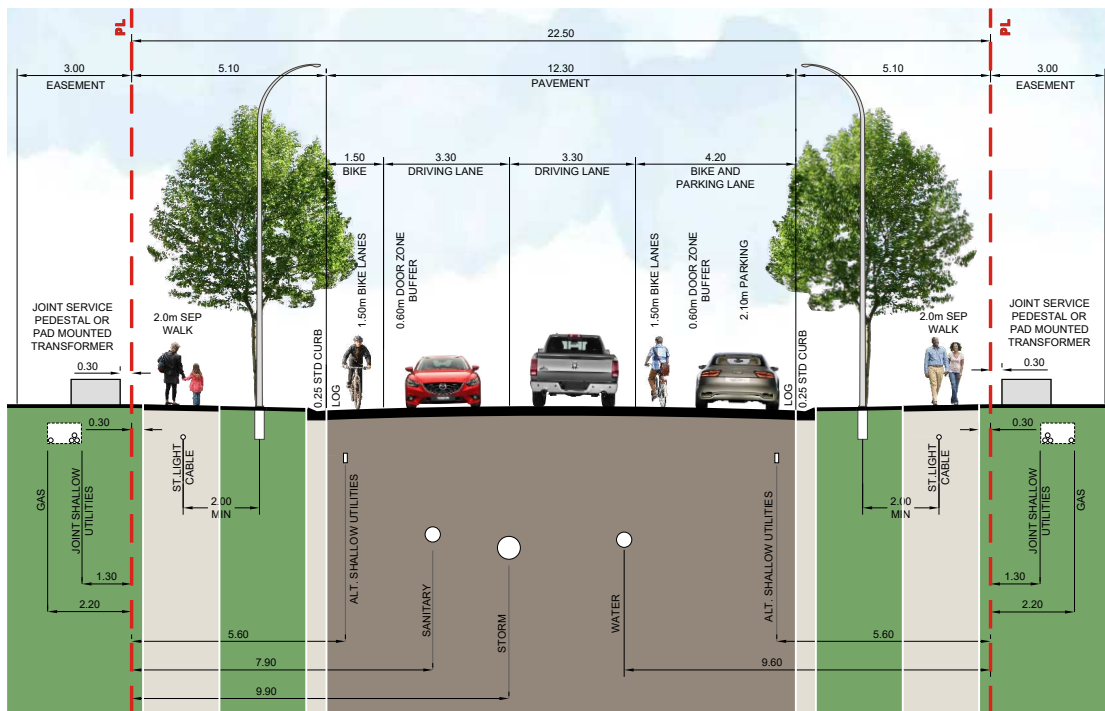 PL
PL
22.50
3.00
EASEMENT
5.10
12.30
PAVEMENT
5.10
3.00
EASEMENT
1.50
BIKE
3.30
DRIVING LANE
3.30
DRIVING LANE
4.20
BIKE AND
PARKING LANE
1.50m BIKE LANES
0.60m DOOR ZONE
BUFFER
1.50m BIKE LANES
0.60m DOOR ZONE
BUFFER
2.10m PARKING
JOINT SERVICE
PEDESTAL OR
PAD MOUNTED
TRANSFORMER
0.30
2.0m SEP
WALK
0.25 STD CURB
LOG
LOG
0.25 STD CURB
2.0m SEP
WALK
JOINT SERVICE
PEDESTAL OR
PAD MOUNTED
TRANSFORMER
0.30
0.30
0.30
GAS
JOINT SHALLOW
UTILITIES
ST.LIGHT
CABLE
2.00
MIN
ALT. SHALLOW UTILITIES
SANITARY
STORM
WATER
ALT. SHALLOW UTILITIES
2.00
MIN
ST.LIGHT
CABLE
JOINT SHALLOW
UTILITIES
GAS
1.30
1.30
2.20
2.20
5.60
5.60
7.90
9.60
9.90